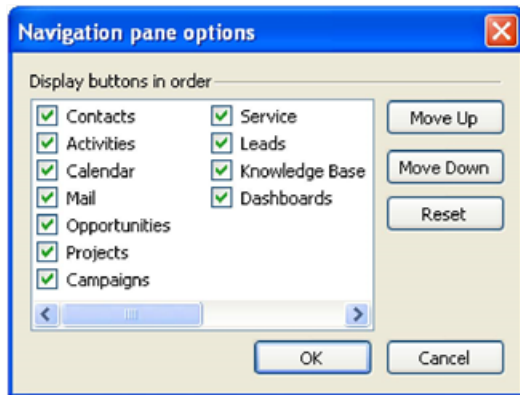 Navigation pane options
Display buttons in order
Contacts
Activities
Calendar
Mail
Opportunities
Projects
Campaigns
Service
Leads
Knowledge Base
Dashboards
Move Up
Move Down
Reset
OK
Cancel